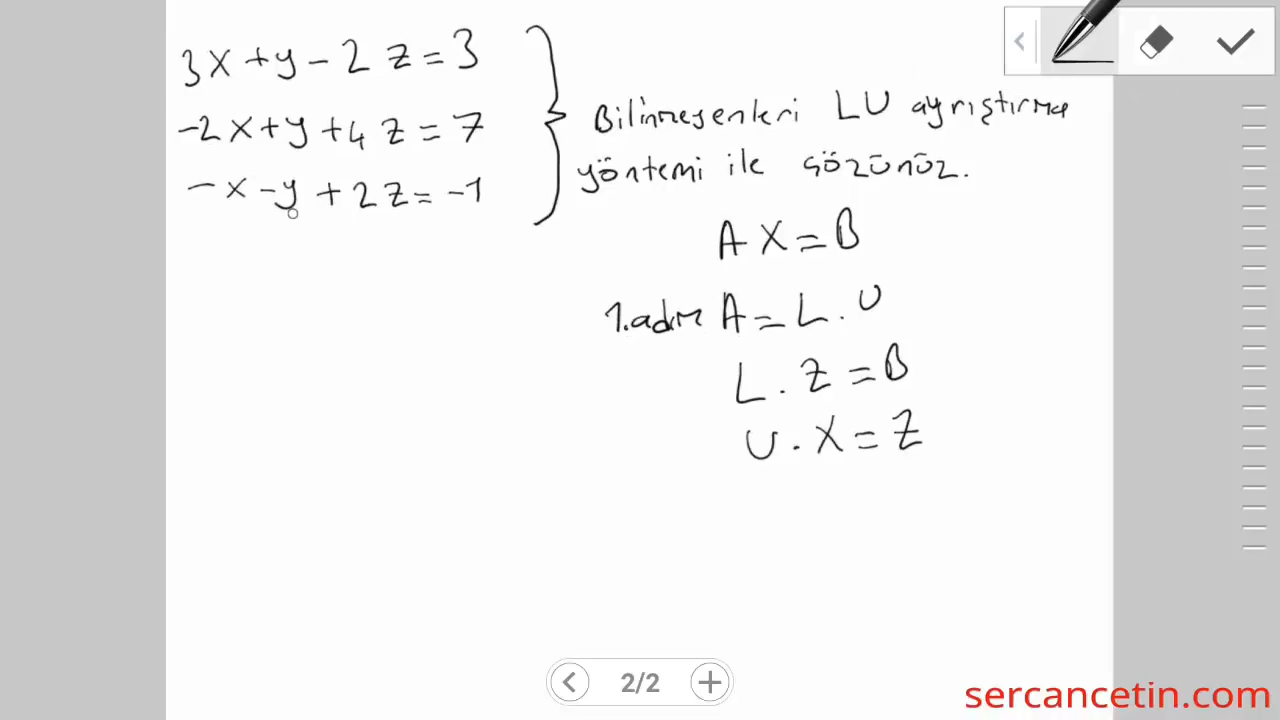 3x+y-2z=3
-2x+y+4z=7
-x-y+2z=-1
Bilinmeyenleri LU ayrıştırma
yöntemi ile çözünüz.
AX=B
1.adım A=L.U
L.Z=B
U.X=Z
2/2
sercancetin.com